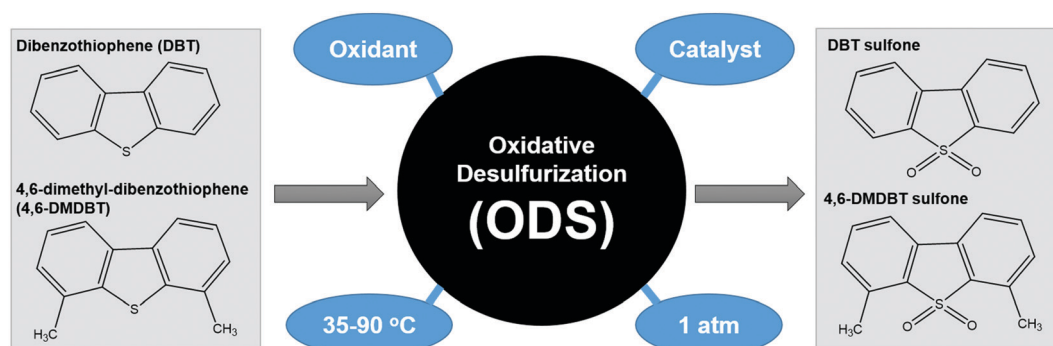 Dibenzothiophene (DBT)
S
4,6-dimethyl-dibenzothiophene
(4,6-DMDBT)
S
H₃C
CH₃
Oxidant
Catalyst
Oxidative
Desulfurization
(ODS)
35-90 ºC
1 atm
DBT sulfone
S
O
O
4,6-DMDBT sulfone
S
H₃C
O
O
CH₃